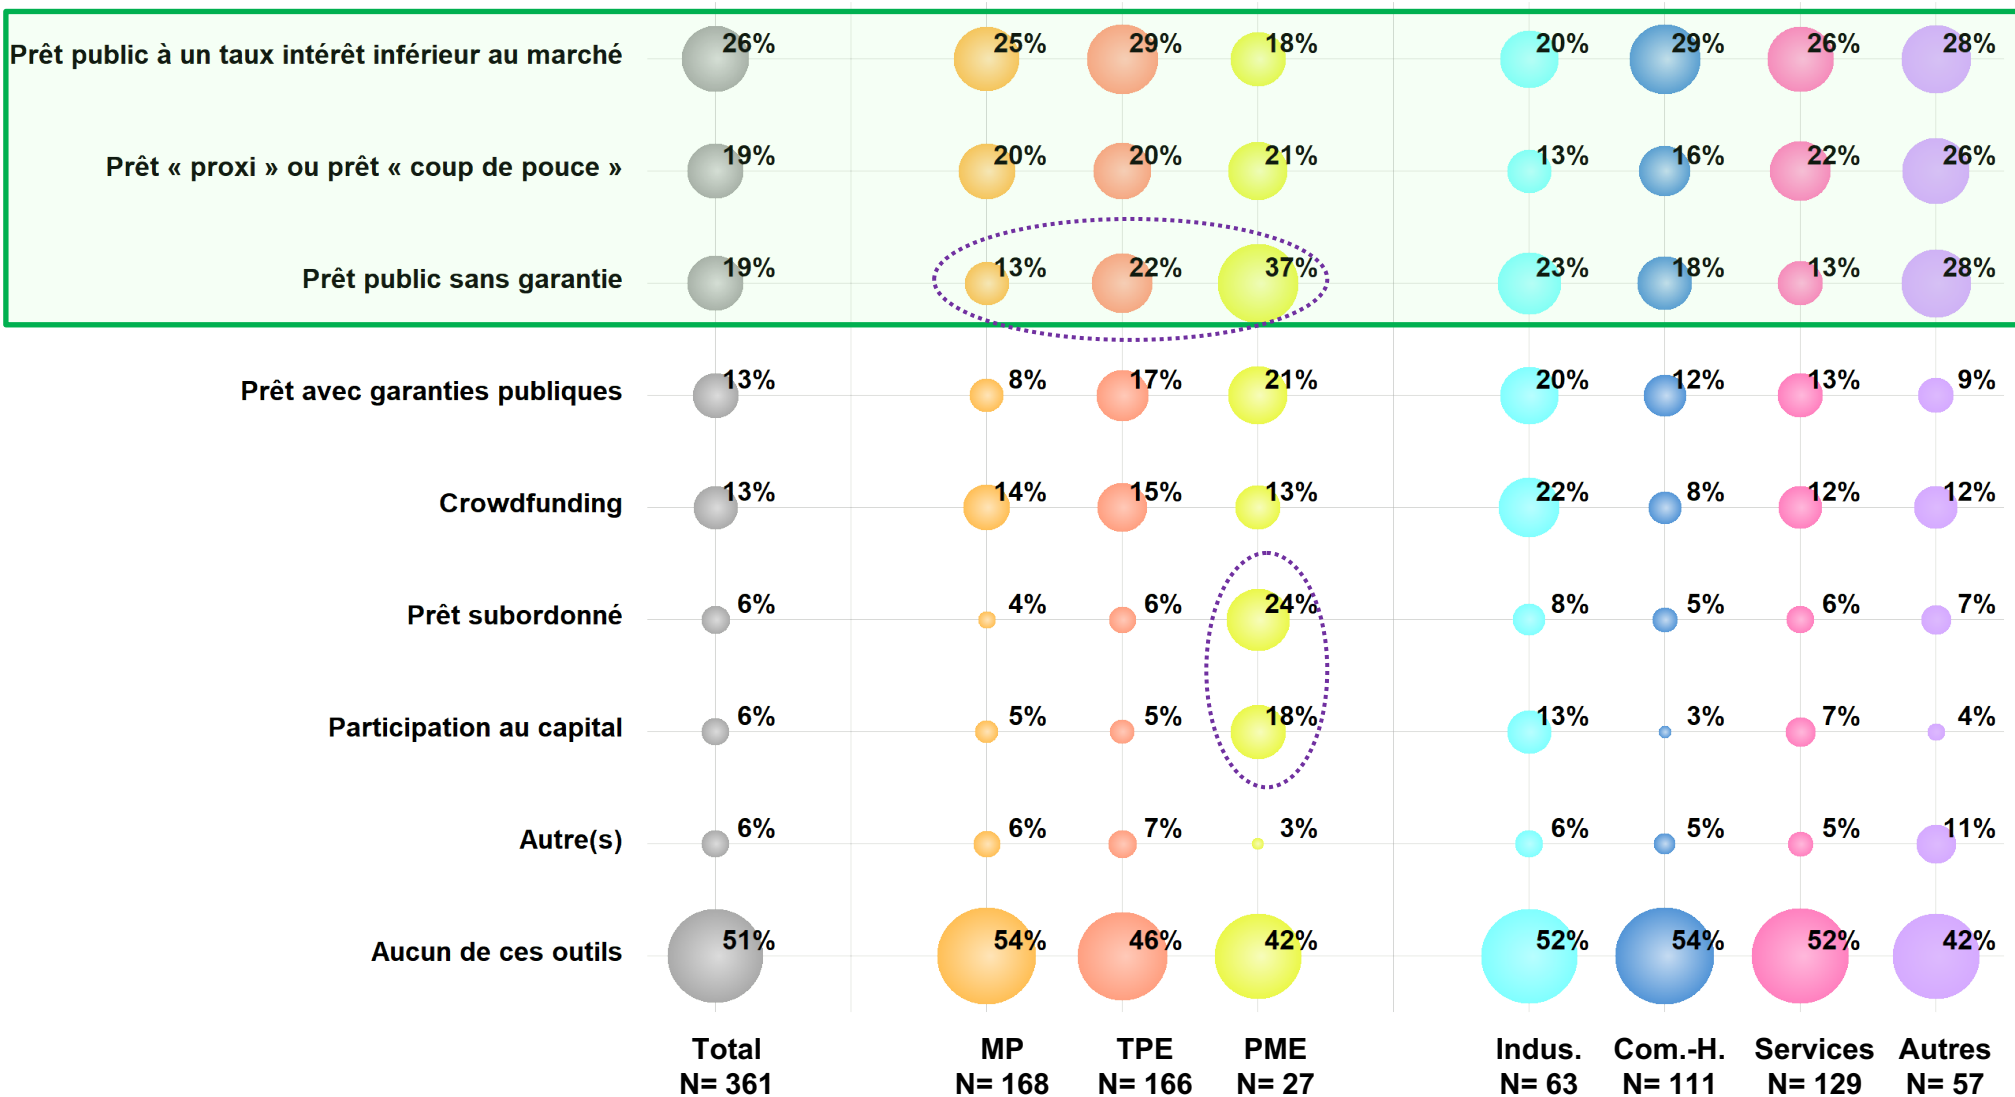 Prêt public à un taux intérêt inférieur au marché 26% 25% 29% 18% 20% 29% 26% 28%
Prêt « proxi » ou prêt « coup de pouce » 19% 20% 20% 21% 13% 16% 22% 26%
Prêt public sans garantie 19% 13% 22% 37% 23% 18% 13% 28%
Prêt avec garanties publiques 13% 8% 17% 21% 20% 12% 13% 9%
Crowdfunding 13% 14% 15% 13% 22% 8% 12% 12%
Prêt subordonné 6% 4% 6% 24% 8% 5% 6% 7%
Participation au capital 6% 5% 5% 18% 13% 3% 7% 4%
Autre(s) 6% 6% 7% 3% 6% 5% 5% 11%
Aucun de ces outils 51% 54% 46% 42% 52% 54% 52% 42%
Total MP TPE PME Indus. Com.-H. Services Autres
N= 361 N= 168 N= 166 N= 27 N= 63 N= 111 N= 129 N= 57